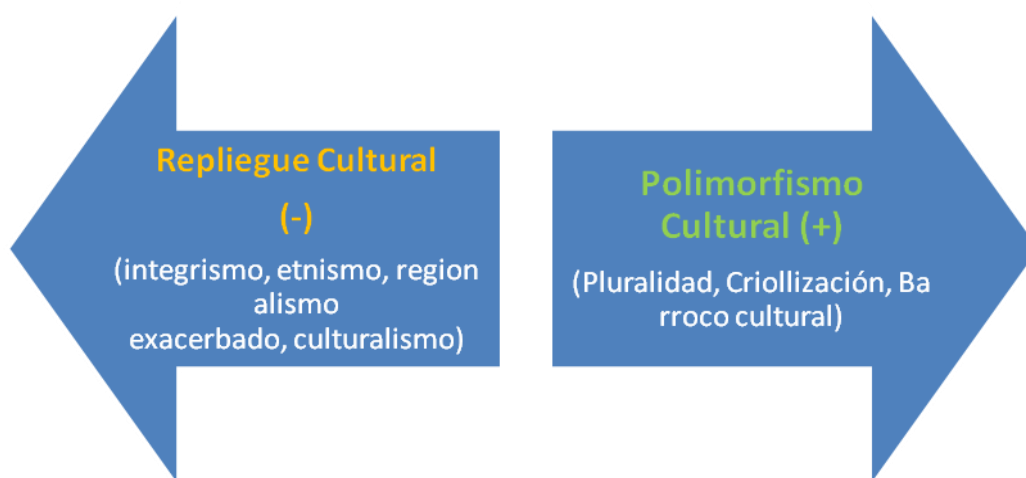 Repliegue Cultural
(-)
(integrismo, etnismo, region
alismo
exacerbado, culturalismo)
Polimorfismo
Cultural (+)
(Pluralidad, Criollización, Ba
rroco cultural)